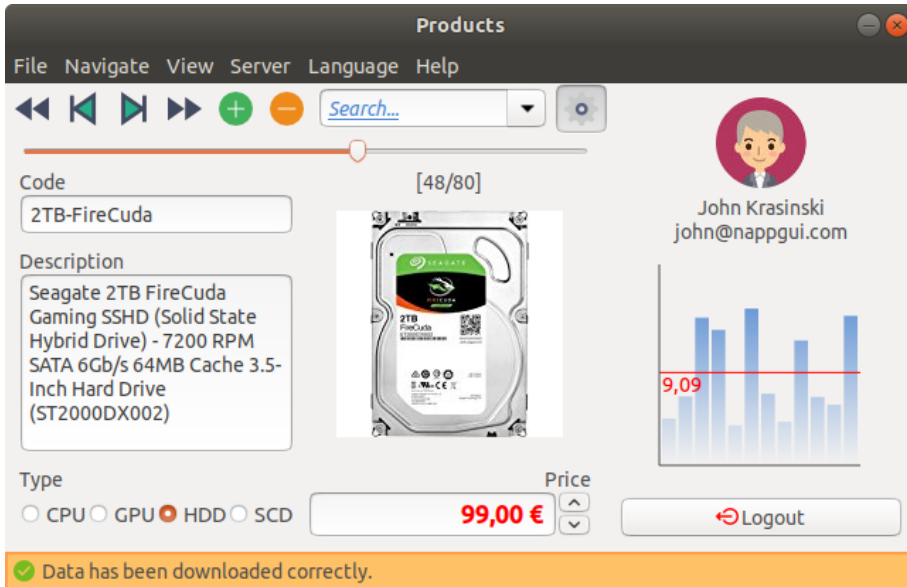 Products
File Navigate View Server Language Help
Search...
Code
[48/80]
2TB-FireCuda
John Krasinski
john@nappgui.com
Description
Seagate 2TB FireCuda
Gaming SSHD (Solid State
Hybrid Drive) - 7200 RPM
SATA 6Gb/s 64MB Cache 3.5-
Inch Hard Drive
(ST2000DX002)
SEAGATE
FIRECUDA
2TB
FireCuda
9,09
Type
Price
CPU GPU HDD SCD
99,00 €
Logout
Data has been downloaded correctly.